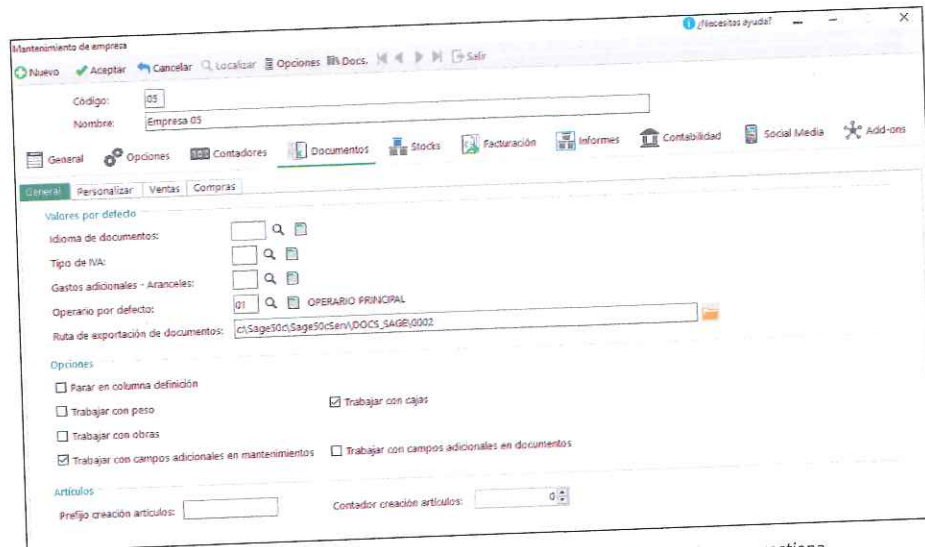 ¿Necesitas ayuda?
Mantenimiento de empresa
Nuevo Aceptar Cancelar Localizar Opciones Docs. Salir
Código: 05
Nombre: Empresa 05
General Opciones Contadores Documentos Stocks Facturación Informes Contabilidad Social Media Add-ons
General Personalizar Ventas Compras
Valores por defecto
Idioma de documentos:
Tipo de IVA:
Gastos adicionales - Aranceles:
Operario por defecto: 01 OPERARIO PRINCIPAL
Ruta de exportación de documentos: c:\Sage50c\Sage50cServ\DOCS_SAGE\0002
Opciones
Parar en columna definición
Trabajar con peso Trabajar con cajas
Trabajar con obras
Trabajar con campos adicionales en mantenimientos Trabajar con campos adicionales en documentos
Artículos
Prefijo creación artículos: Contador creación artículos: 0